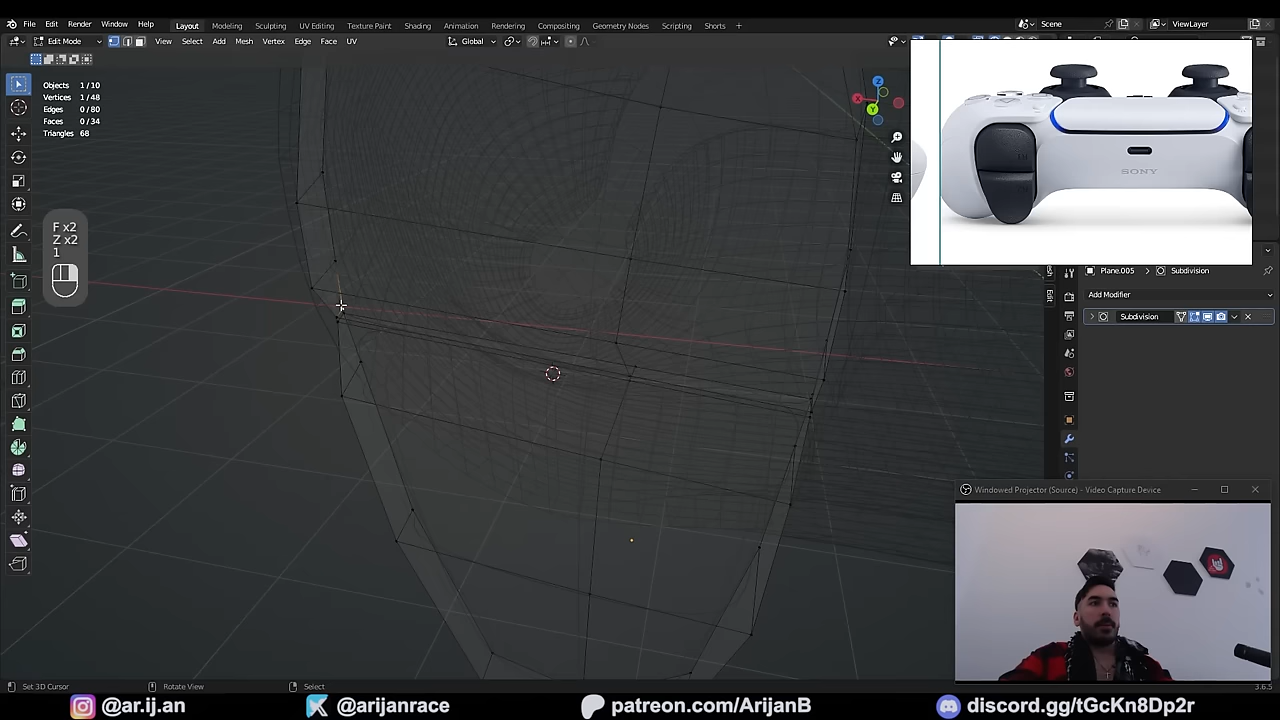 File Edit Render Window Help Layout Modeling Sculpting UV Editing Texture Paint Shading Animation Rendering Compositing Geometry Nodes Scripting Shorts + Scene ViewLayer
Edit Mode View Select Add Mesh Vertex Edge Face UV Global
Objects 1/10
Vertices 1/48
Edges 0/80
Faces 0/34
Triangles 68
Z
X
Y
SONY
F x2
Z x2
1
Plane.005 Subdivision
Add Modifier
Subdivision
Windowed Projector (Source) - Video Capture Device
Set 3D Cursor Rotate View Select 3.6.5
@ar.ij.an @arijanrace patreon.com/ArijanB discord.gg/tGcKn8Dp2r